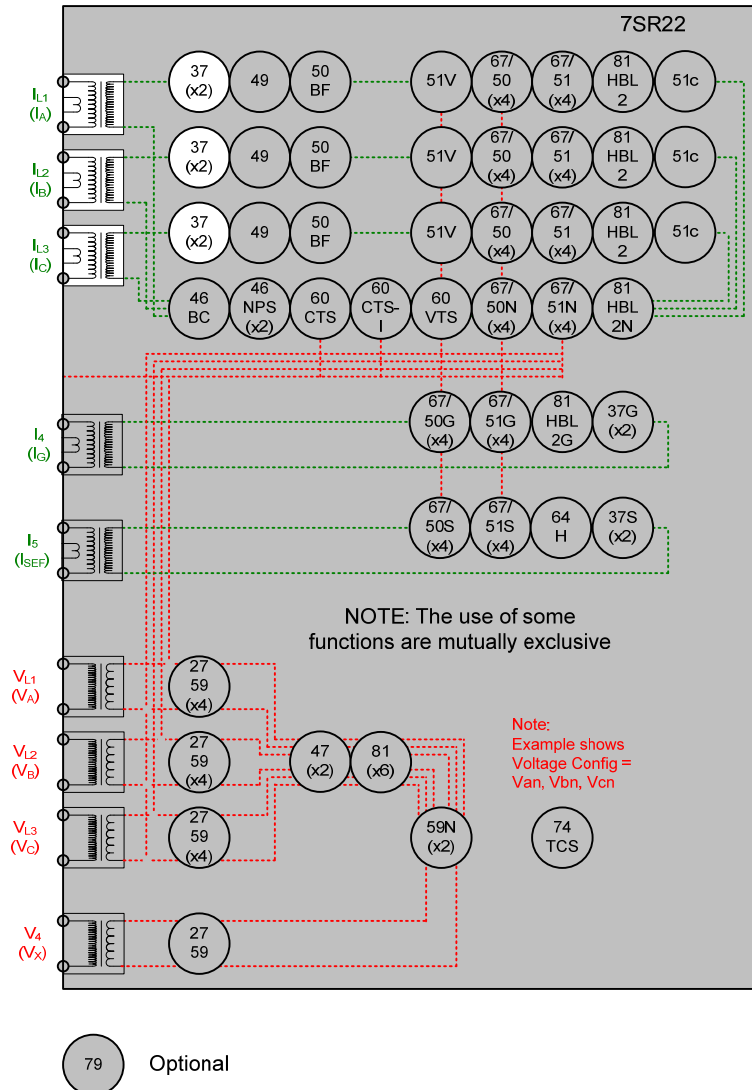 7SR22
IL1
(IA)
37
(x2)
49
50
BF
51V
67/
50
(x4)
67/
51
(x4)
81
HBL
2
51c
IL2
(IB)
37
(x2)
49
50
BF
51V
67/
50
(x4)
67/
51
(x4)
81
HBL
2
51c
IL3
(IC)
37
(x2)
49
50
BF
51V
67/
50
(x4)
67/
51
(x4)
81
HBL
2
51c
46
BC
46
NPS
(x2)
60
CTS
60
CTS-
I
60
VTS
67/
50N
(x4)
67/
51N
(x4)
81
HBL
2N
I4
(IG)
67/
50G
(x4)
67/
51G
(x4)
81
HBL
2G
37G
(x2)
I5
(ISEF)
67/
50S
(x4)
67/
51S
(x4)
64
H
37S
(x2)
NOTE: The use of some
functions are mutually exclusive
VL1
(VA)
27
59
(x4)
VL2
(VB)
27
59
(x4)
47
(x2)
81
(x6)
Note:
Example shows
Voltage Config =
Van, Vbn, Vcn
VL3
(VC)
27
59
(x4)
59N
(x2)
74
TCS
V4
(VX)
27
59
79
Optional